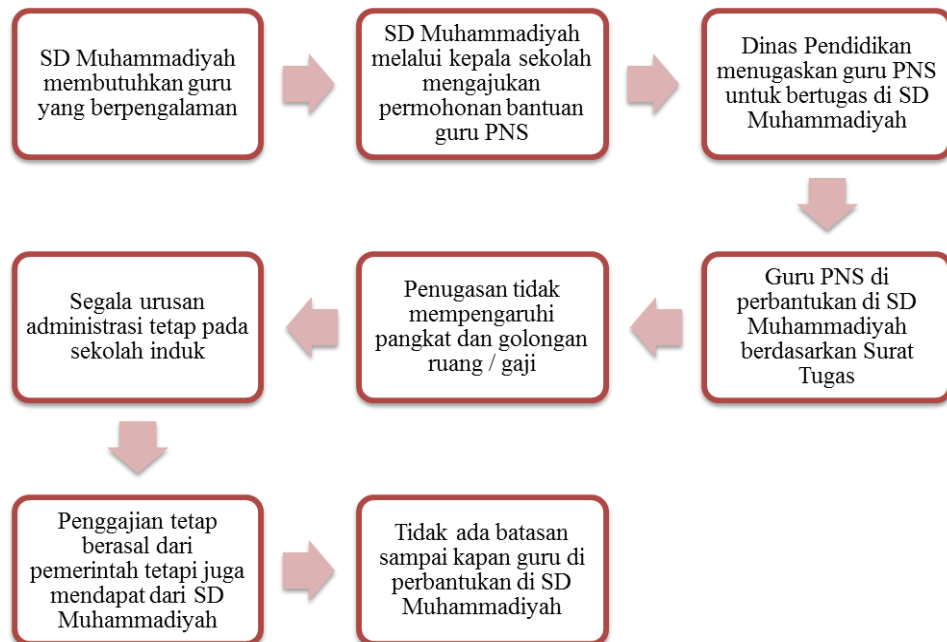 SD Muhammadiyah
membutuhkan guru
yang berpengalaman
SD Muhammadiyah
melalui kepala sekolah
mengajukan
permohonan bantuan
guru PNS
Dinas Pendidikan
menugaskan guru PNS
untuk bertugas di SD
Muhammadiyah
Guru PNS di
perbantukan di SD
Muhammadiyah
berdasarkan Surat
Tugas
Penugasan tidak
mempengaruhi
pangkat dan golongan
ruang / gaji
Segala urusan
administrasi tetap pada
sekolah induk
Penggajian tetap
berasal dari
pemerintah tetapi juga
mendapat dari SD
Muhammadiyah
Tidak ada batasan
sampai kapan guru di
perbantukan di SD
Muhammadiyah